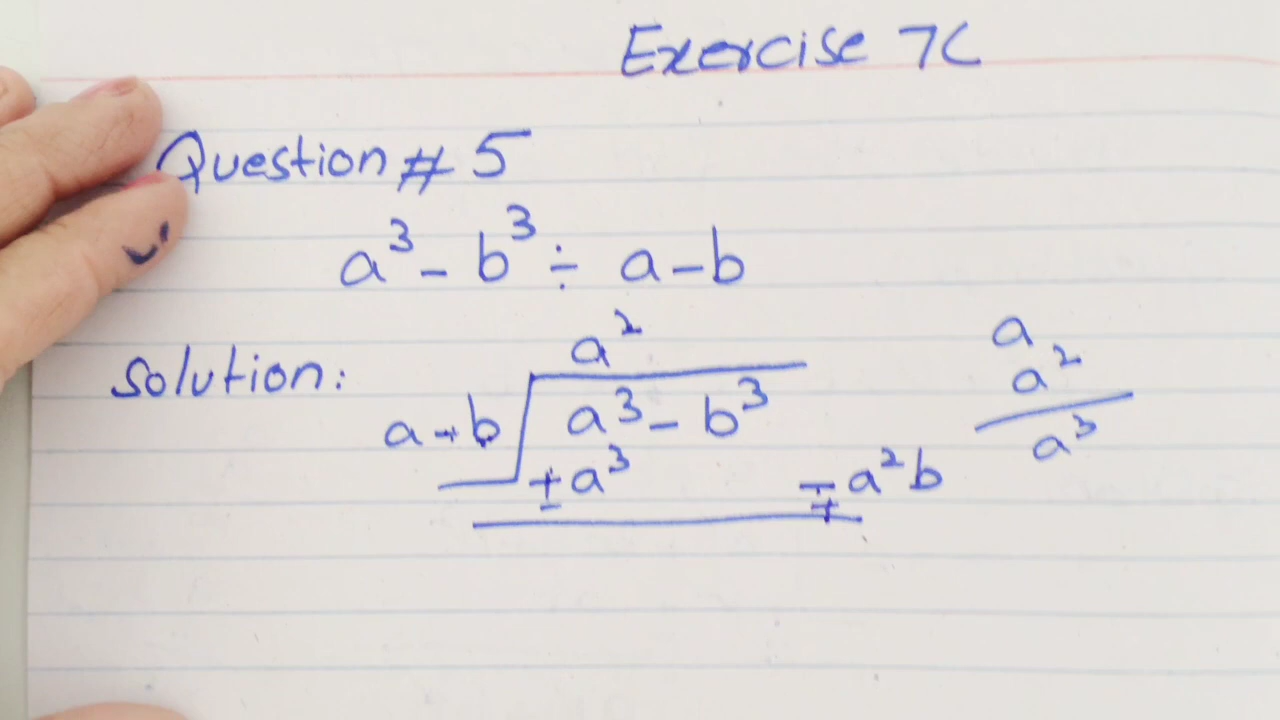 Exercise 7C
Question # 5
a³ - b³ ÷ a - b
Solution:
a²
a - b a³ - b³
+ a³ - a²b
- +
a
a²
a³